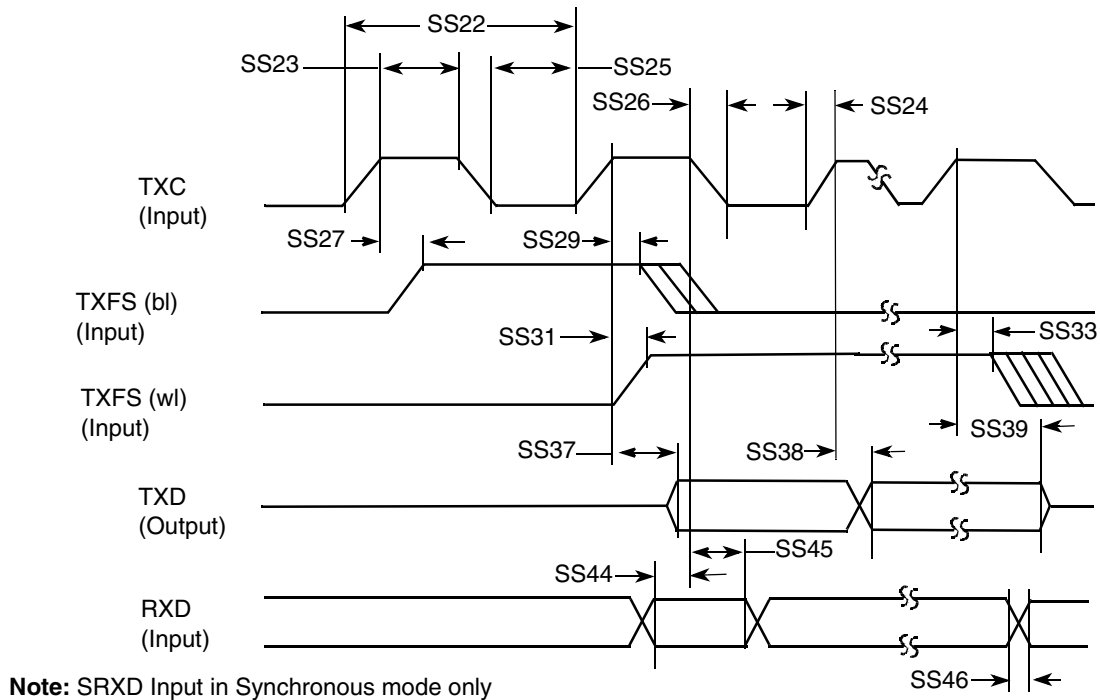 SS22
SS23
SS25
SS26
SS24
TXC
(Input)
SS27
SS29
TXFS (bl)
(Input)
SS31
SS33
TXFS (wl)
(Input)
SS39
SS37
SS38
TXD
(Output)
SS45
SS44
RXD
(Input)
SS46
Note: SRXD Input in Synchronous mode only